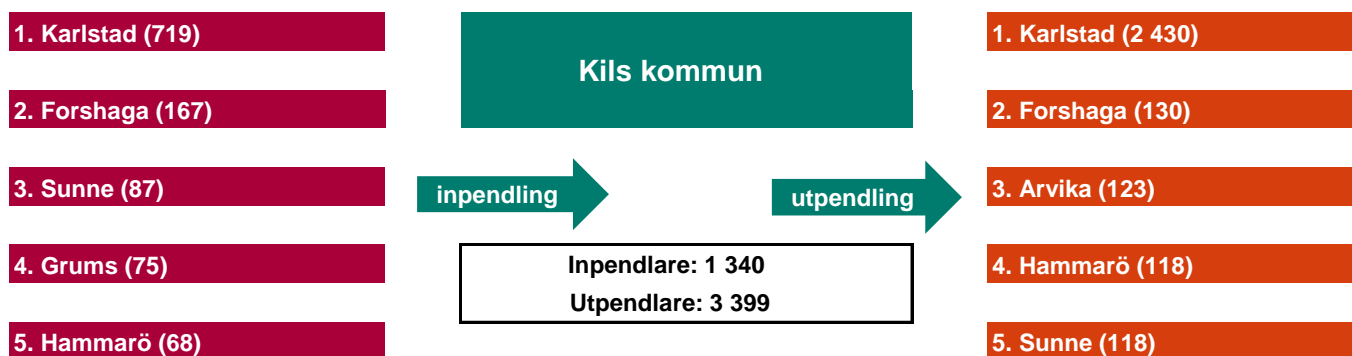 1. Karlstad (719)
2. Forshaga (167)
3. Sunne (87)
4. Grums (75)
5. Hammarö (68)
Kils kommun
inpendling
utpendling
Inpendlare: 1 340
Utpendlare: 3 399
1. Karlstad (2 430)
2. Forshaga (130)
3. Arvika (123)
4. Hammarö (118)
5. Sunne (118)